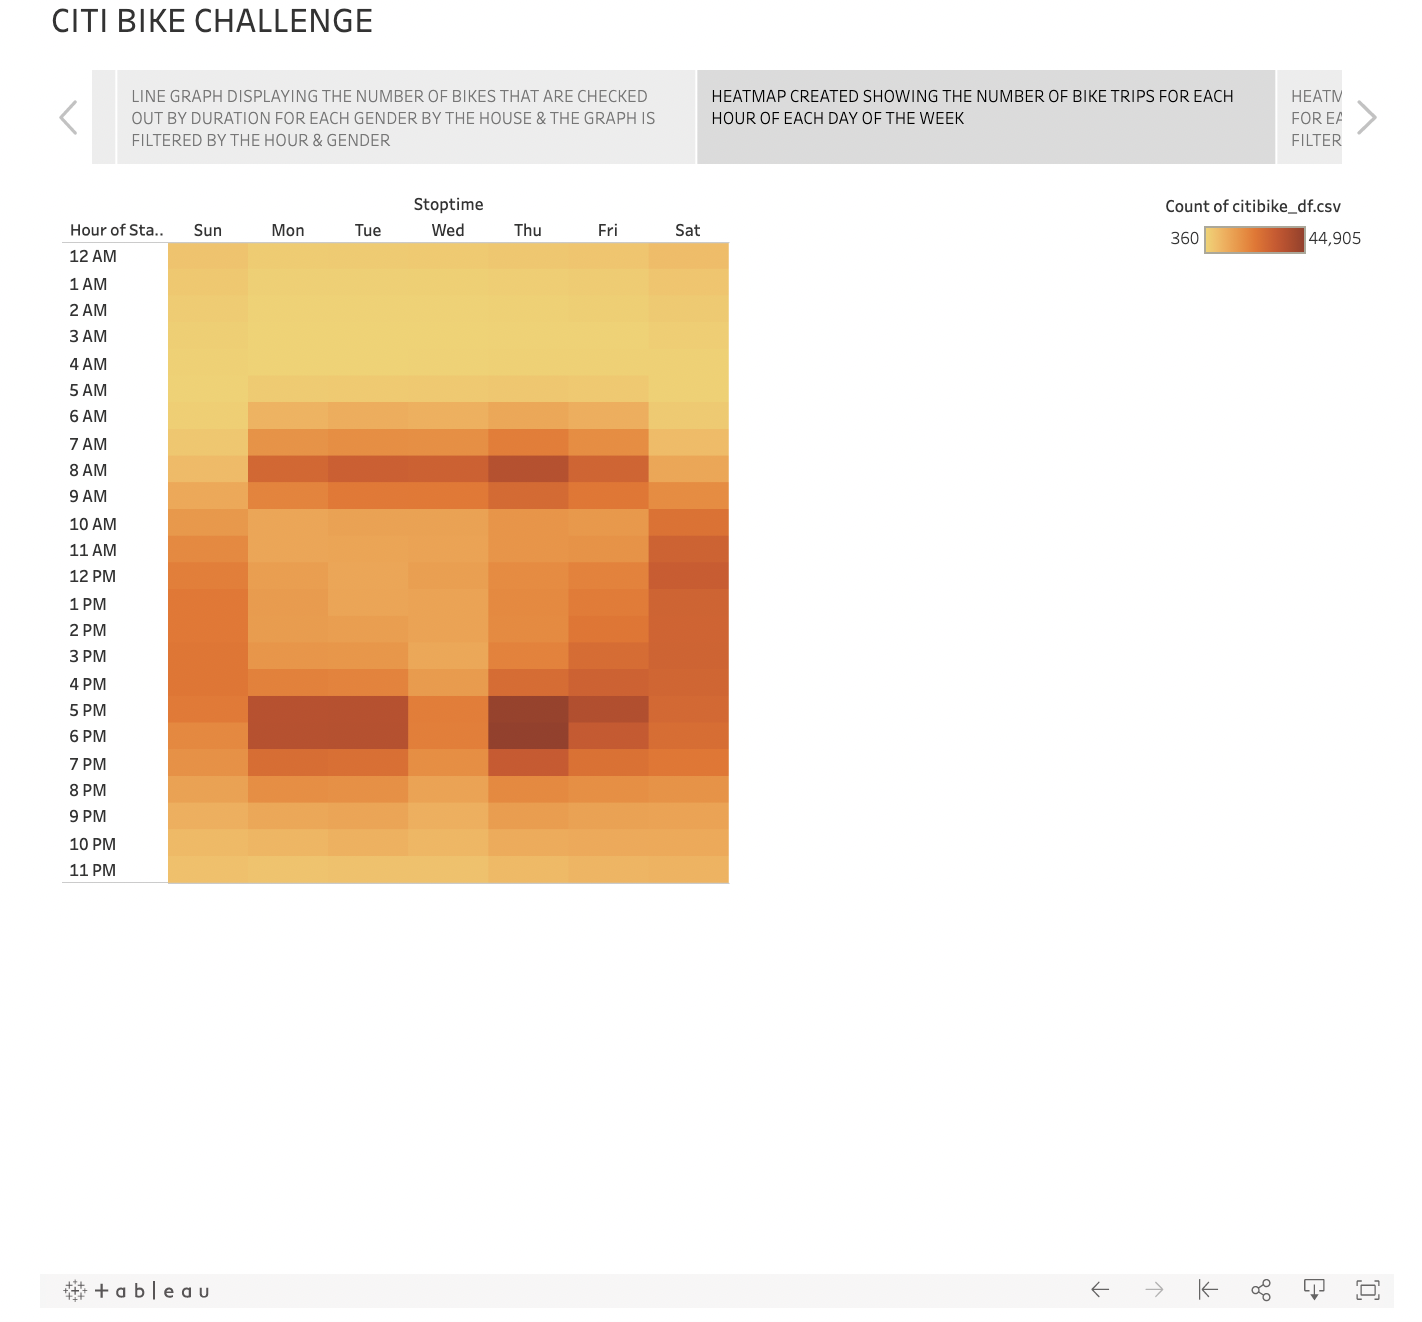 CITI BIKE CHALLENGE
LINE GRAPH DISPLAYING THE NUMBER OF BIKES THAT ARE CHECKED
OUT BY DURATION FOR EACH GENDER BY THE HOUSE & THE GRAPH IS
FILTERED BY THE HOUR & GENDER
HEATMAP CREATED SHOWING THE NUMBER OF BIKE TRIPS FOR EACH
HOUR OF EACH DAY OF THE WEEK
HEATM
FOR EA
FILTER
Stoptime
Hour of Sta.. Sun Mon Tue Wed Thu Fri Sat
12 AM
1 AM
2 AM
3 AM
4 AM
5 AM
6 AM
7 AM
8 AM
9 AM
10 AM
11 AM
12 PM
1 PM
2 PM
3 PM
4 PM
5 PM
6 PM
7 PM
8 PM
9 PM
10 PM
11 PM
Count of citibike_df.csv
360 44,905
+ableau